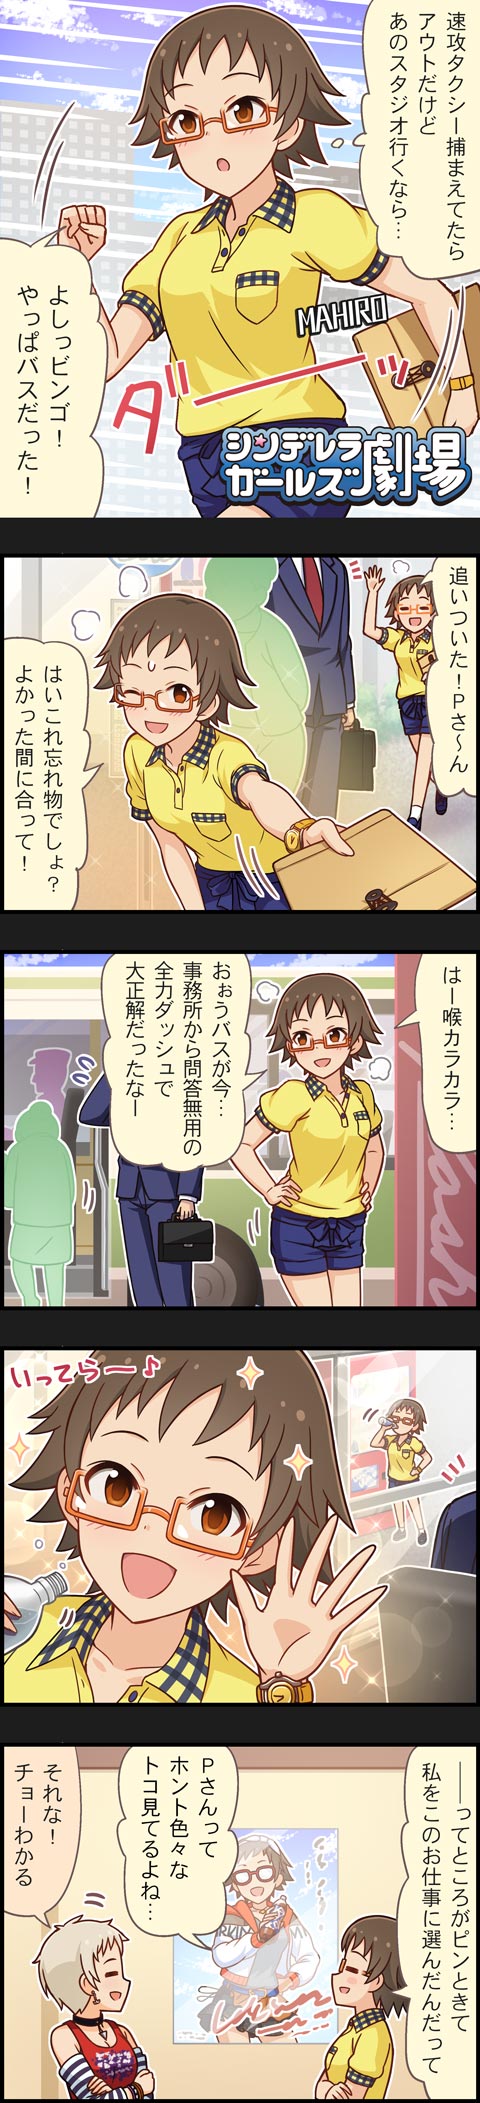 速攻タクシー捕まえてたら
アウトだけど
あのスタジオ行くなら…
MAHIRO
ダーーーッ
よしっビンゴ！
やっぱバスだった！
シンデレラ
ガールズ劇場
追いついた！Pさ〜ん
はいこれ忘れ物でしょ？
よかった間に合って！
はー喉カラカラ…
おぉうバスが今…
事務所から問答無用の
全力ダッシュで
大正解だったなー
いってらー♪
――ってところがピンときて
私をこのお仕事に選んだんだって
Pさんって
ホント色々な
トコ見てるよね…
それな！
チョーわかる